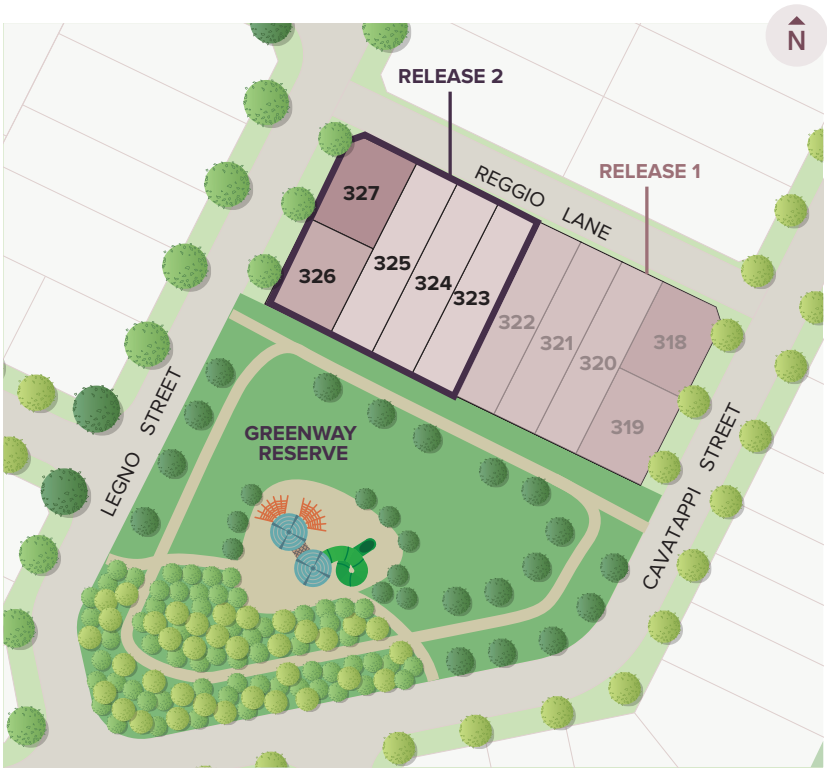 N
RELEASE 2
RELEASE 1
REGGIO LANE
327
326
325
324
323
322
321
320
318
319
LEGNO STREET
GREENWAY
RESERVE
CAVATAPPI STREET